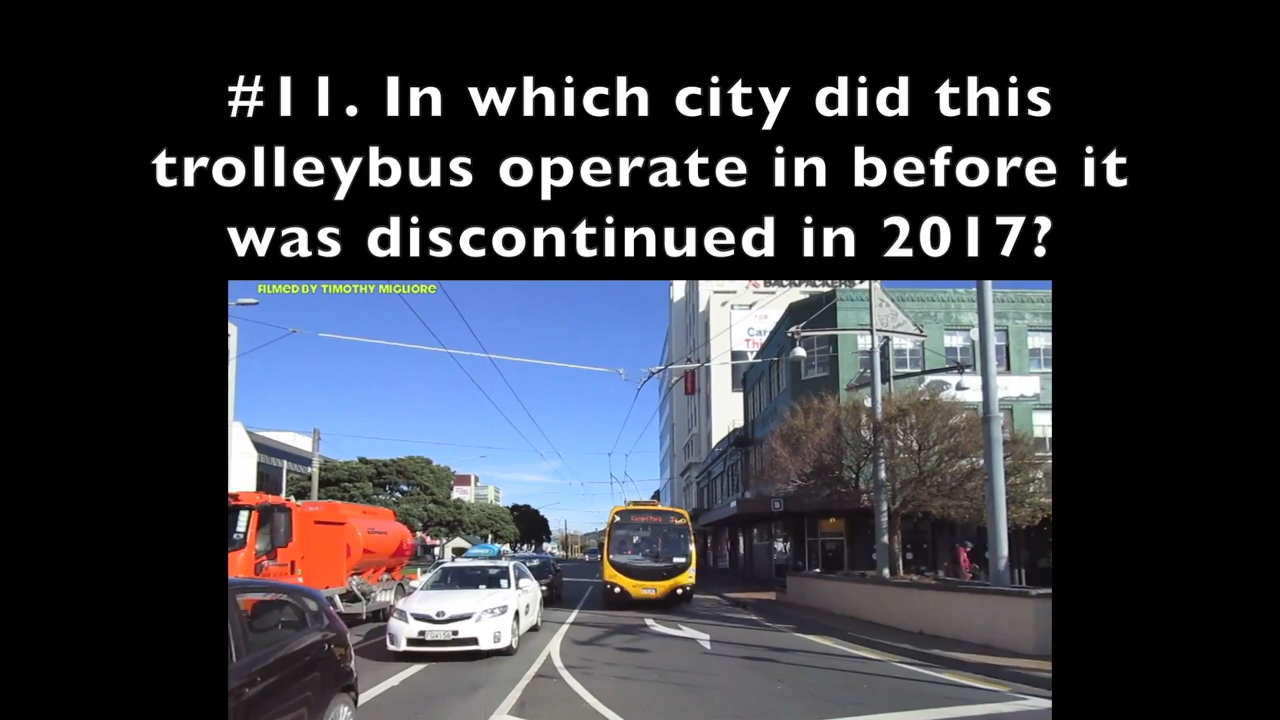 #11. In which city did this
trolleybus operate in before it
was discontinued in 2017?
FILMED BY TIMOTHY MIGLIORE
BACKPACKERS
TOP